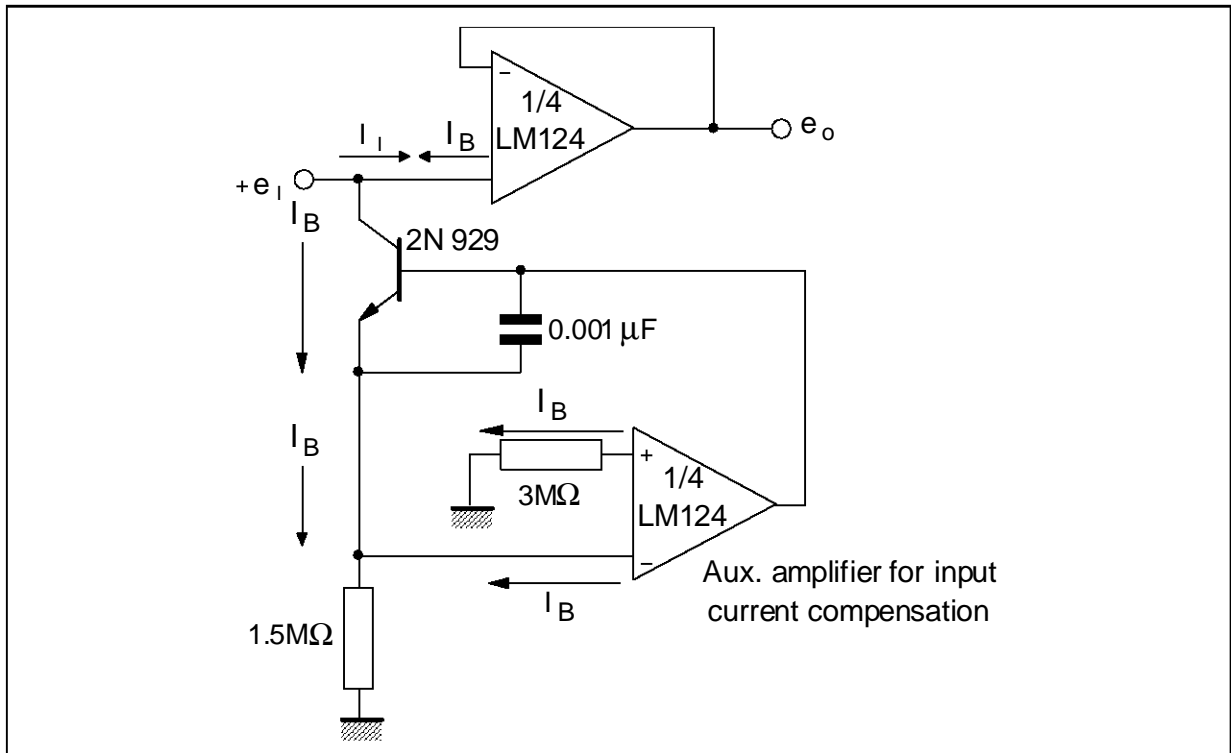 −
1/4
LM124
e o
I I
I B
+e I
I B
2N 929
0.001 µF
I B
I B
+
1/4
3MΩ
LM124
−
I B
Aux. amplifier for input
current compensation
1.5MΩ